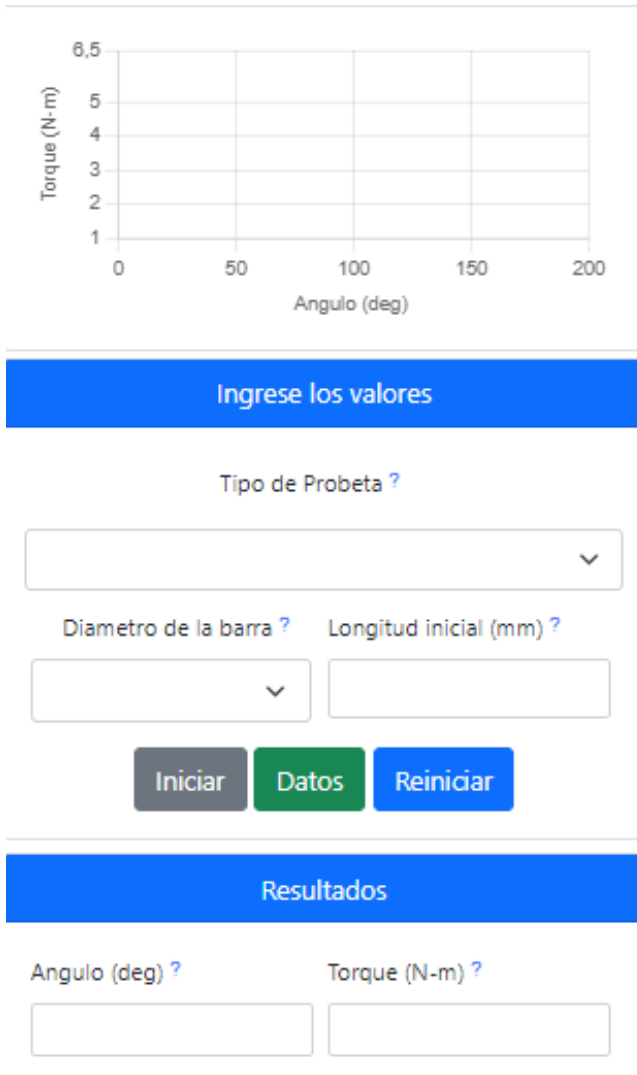 6,5
5
4
3
2
1
Torque (N-m)
0 50 100 150 200
Angulo (deg)
Ingrese los valores
Tipo de Probeta ?
Diametro de la barra ? Longitud inicial (mm) ?
Iniciar Datos Reiniciar
Resultados
Angulo (deg) ? Torque (N-m) ?